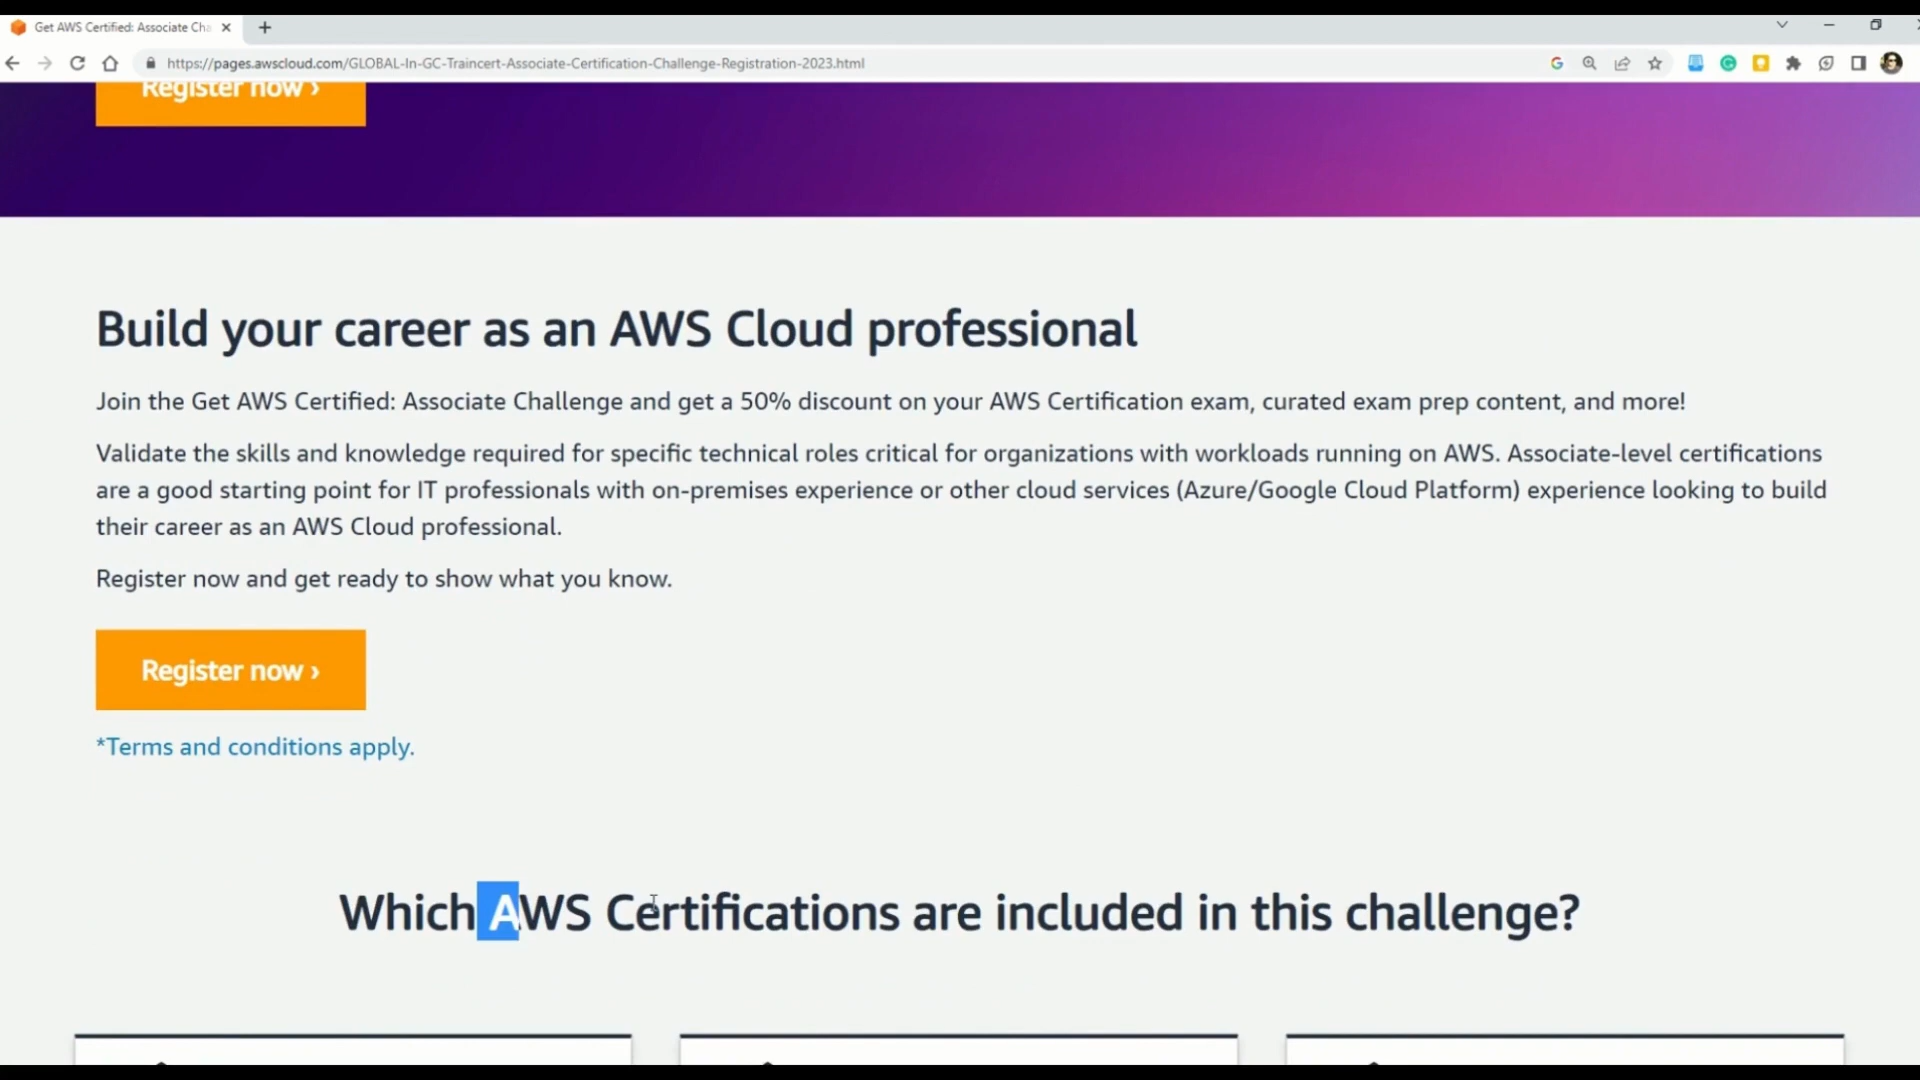 Get AWS Certified: Associate Cha
https://pages.awscloud.com/GLOBAL-In-GC-Traincert-Associate-Certification-Challenge-Registration-2023.html
Register now ›
Build your career as an AWS Cloud professional
Join the Get AWS Certified: Associate Challenge and get a 50% discount on your AWS Certification exam, curated exam prep content, and more!
Validate the skills and knowledge required for specific technical roles critical for organizations with workloads running on AWS. Associate-level certifications
are a good starting point for IT professionals with on-premises experience or other cloud services (Azure/Google Cloud Platform) experience looking to build
their career as an AWS Cloud professional.
Register now and get ready to show what you know.
Register now ›
*Terms and conditions apply.
Which AWS Certifications are included in this challenge?